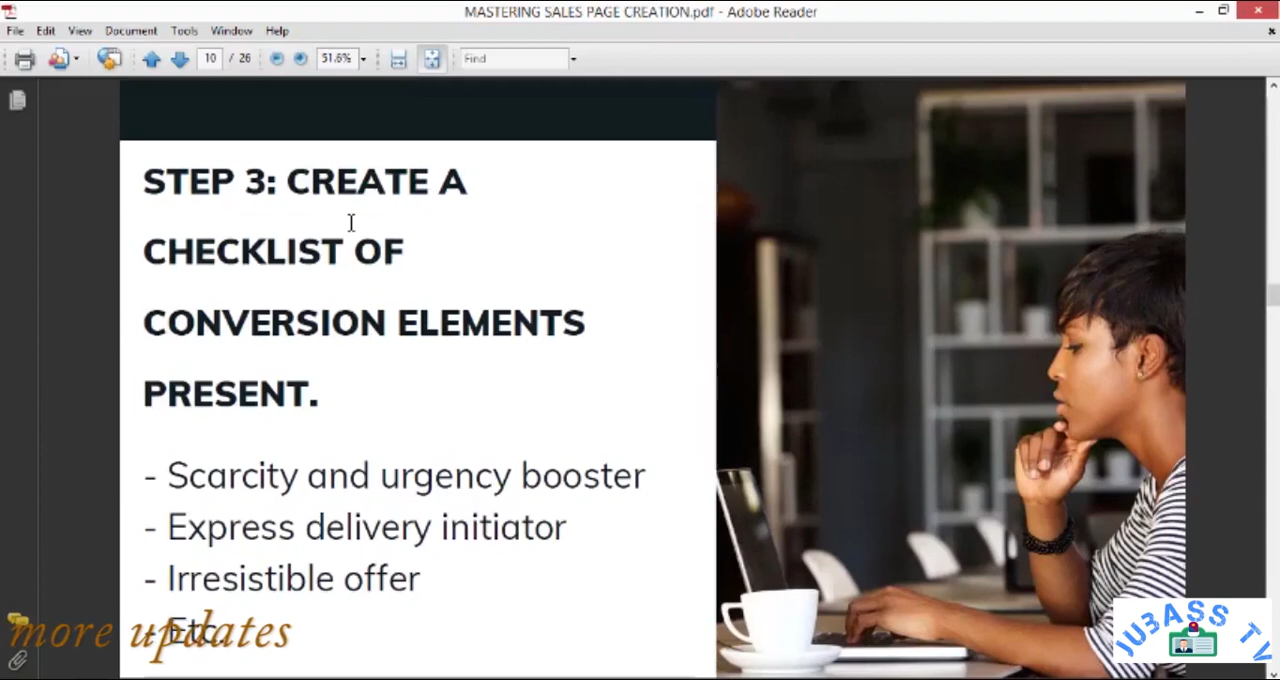 MASTERING SALES PAGE CREATION.pdf - Adobe Reader
File Edit View Document Tools Window Help
10 / 26 51.6% Find
STEP 3: CREATE A
CHECKLIST OF
CONVERSION ELEMENTS
PRESENT.
- Scarcity and urgency booster
- Express delivery initiator
- Irresistible offer
- Etc.
more updates
JUBASS TV